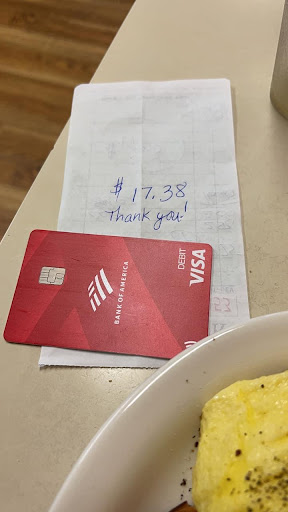 $ 17.38
Thank you!
BANK OF AMERICA
DEBIT
VISA